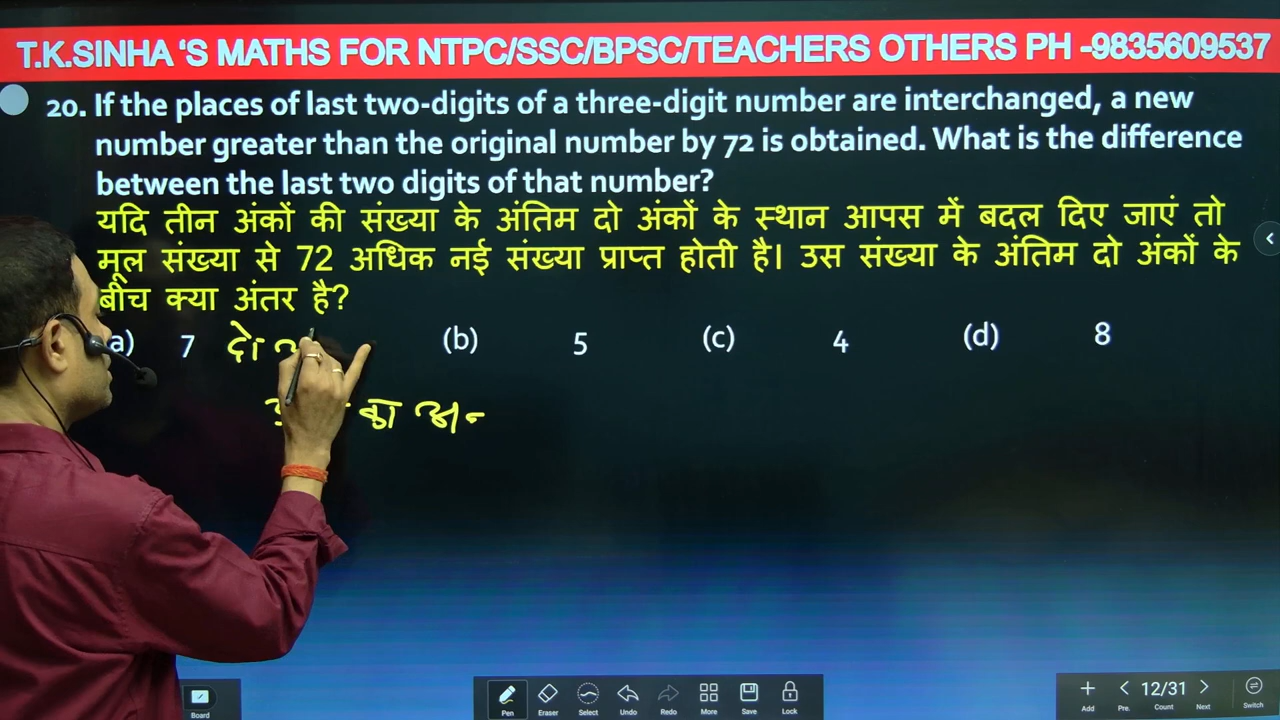 T.K.SINHA ‘S MATHS FOR NTPC/SSC/BPSC/TEACHERS OTHERS PH -9835609537
20. If the places of last two-digits of a three-digit number are interchanged, a new
number greater than the original number by 72 is obtained. What is the difference
between the last two digits of that number?
यदि तीन अंकों की संख्या के अंतिम दो अंकों के स्थान आपस में बदल दिए जाएं तो
मूल संख्या से 72 अधिक नई संख्या प्राप्त होती है। उस संख्या के अंतिम दो अंकों के
बीच क्या अंतर है?
a) 7 (b) 5 (c) 4 (d) 8
का
Board Pen Eraser Select Undo Redo More Save Lock + Add < Pre. 12/31 Count > Next Switch